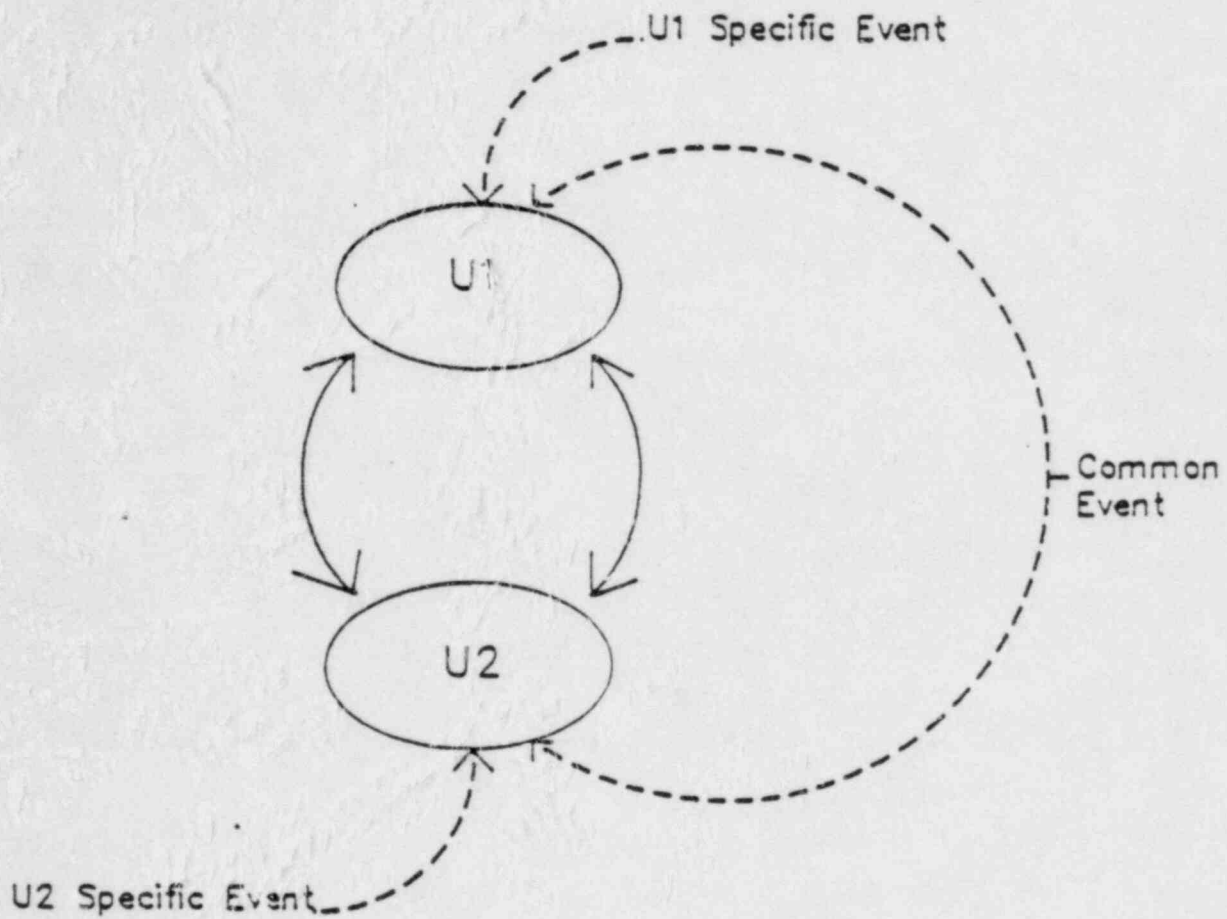 U1 Specific Event
U1
Common
Event
U2
U2 Specific Event